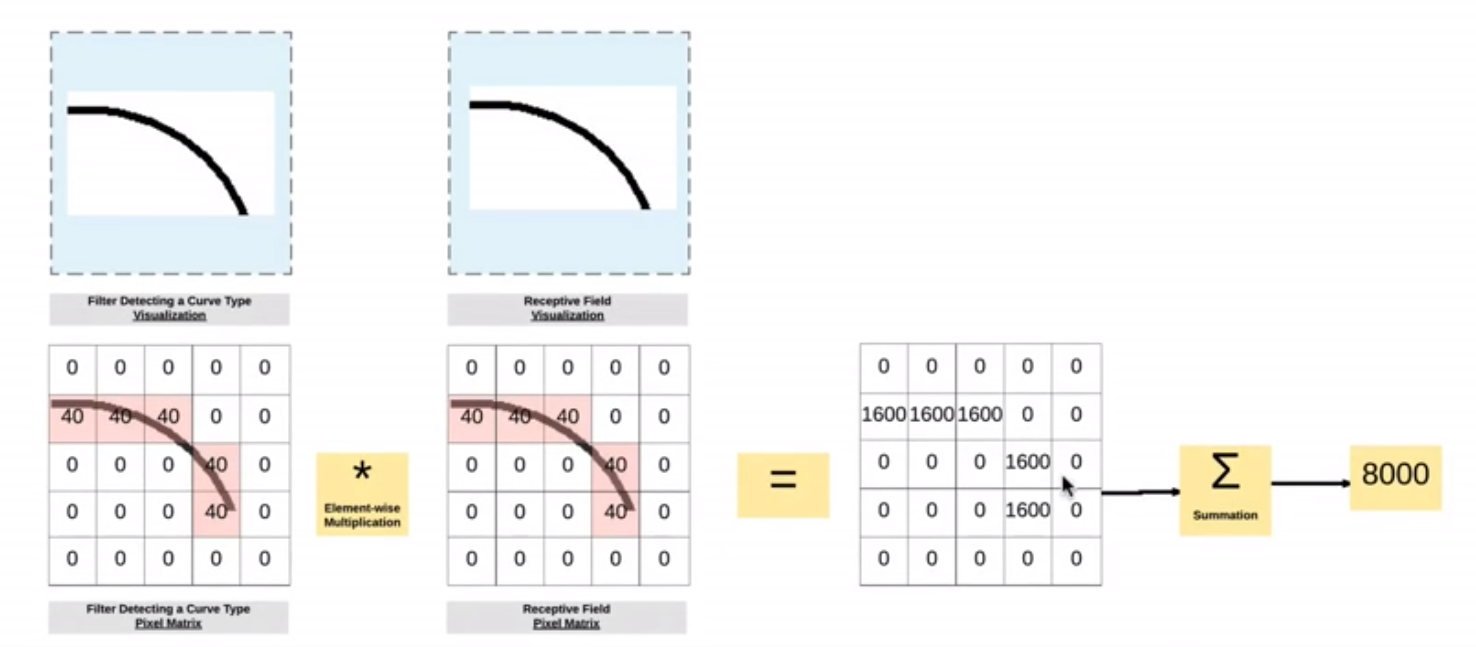 Filter Detecting a Curve Type
Visualization
Receptive Field
Visualization
0 0 0 0 0
40 40 40 0 0
0 0 0 40 0
0 0 0 40 0
0 0 0 0 0
Filter Detecting a Curve Type
Pixel Matrix
*
Element-wise
Multiplication
0 0 0 0 0
40 40 40 0 0
0 0 0 40 0
0 0 0 40 0
0 0 0 0 0
Receptive Field
Pixel Matrix
=
0 0 0 0 0
1600 1600 1600 0 0
0 0 0 1600 0
0 0 0 1600 0
0 0 0 0 0
Σ
Summation
8000